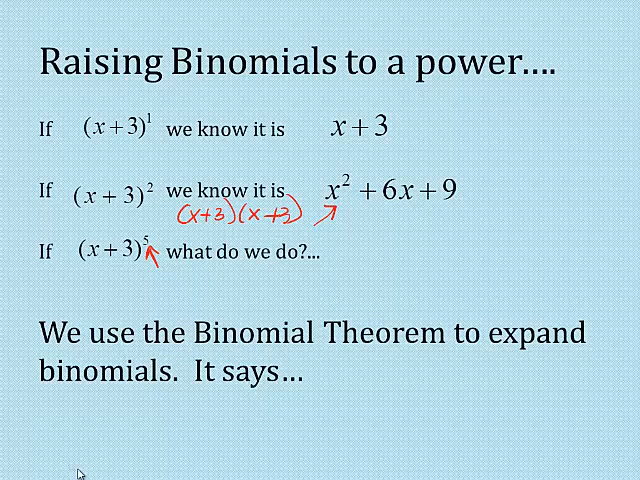 Raising Binomials to a power….
If (x + 3)¹ we know it is x + 3
If (x + 3)² we know it is x² + 6x + 9
(x+3)(x+3)
If (x + 3)⁵ what do we do?...
We use the Binomial Theorem to expand
binomials. It says…